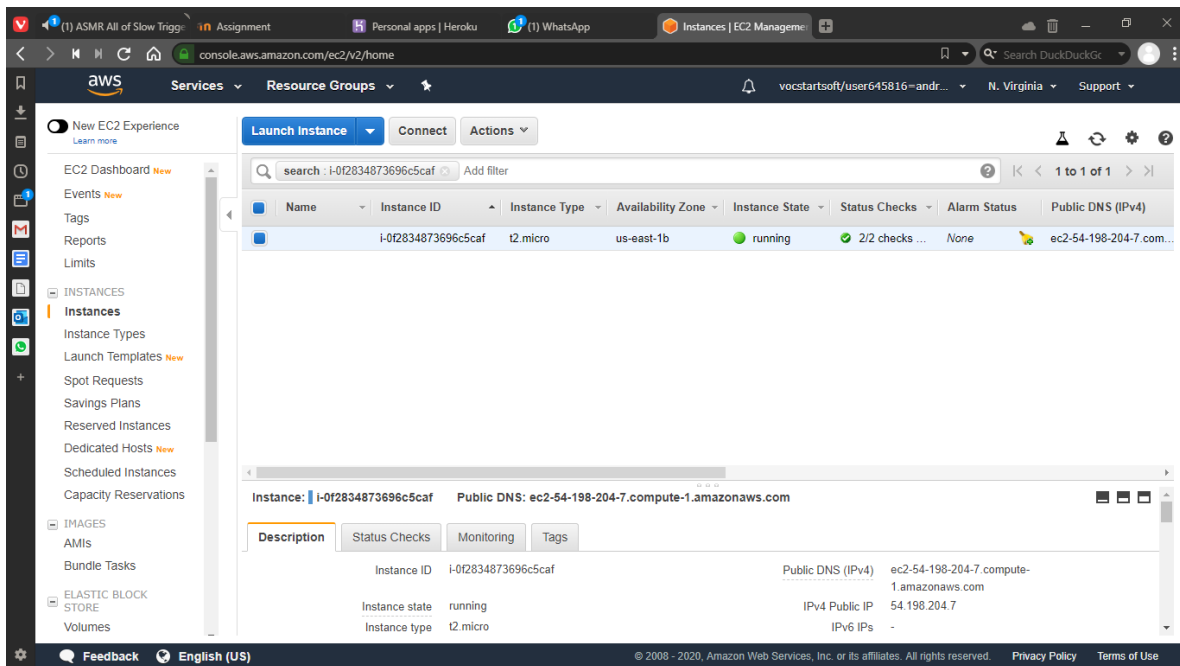 (1) ASMR All of Slow Trigge
Assignment
Personal apps | Heroku
(1) WhatsApp
Instances | EC2 Manageme
console.aws.amazon.com/ec2/v2/home
Search DuckDuckGo
aws
Services
Resource Groups
vocstartsoft/user645816=andr...
N. Virginia
Support
New EC2 Experience
Learn more
Launch Instance
Connect
Actions
EC2 Dashboard New
Events New
Tags
Reports
Limits
INSTANCES
Instances
Instance Types
Launch Templates New
Spot Requests
Savings Plans
Reserved Instances
Dedicated Hosts New
Scheduled Instances
Capacity Reservations
IMAGES
AMIs
Bundle Tasks
ELASTIC BLOCK
STORE
Volumes
search : i-0f2834873696c5caf
Add filter
1 to 1 of 1
Name Instance ID Instance Type Availability Zone Instance State Status Checks Alarm Status Public DNS (IPv4)
i-0f2834873696c5caf t2.micro us-east-1b running 2/2 checks ... None ec2-54-198-204-7.com...
Instance: i-0f2834873696c5caf Public DNS: ec2-54-198-204-7.compute-1.amazonaws.com
Description Status Checks Monitoring Tags
Instance ID i-0f2834873696c5caf
Public DNS (IPv4) ec2-54-198-204-7.compute-
1.amazonaws.com
Instance state running
IPv4 Public IP 54.198.204.7
Instance type t2.micro
IPv6 IPs -
Feedback English (US)
© 2008 - 2020, Amazon Web Services, Inc. or its affiliates. All rights reserved. Privacy Policy Terms of Use